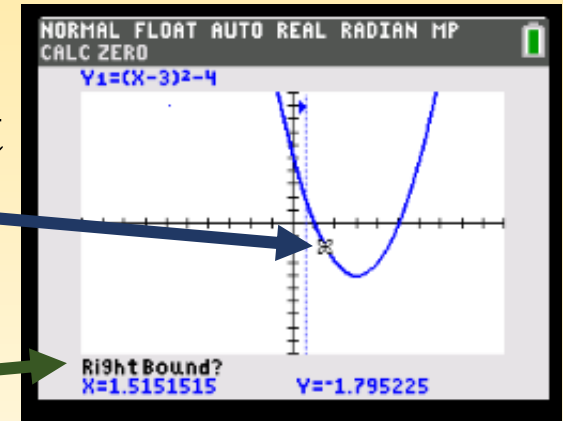 NORMAL FLOAT AUTO REAL RADIAN MP
CALC ZERO
Y1=(X-3)²-4
Right Bound?
X=1.5151515 Y=-1.795225